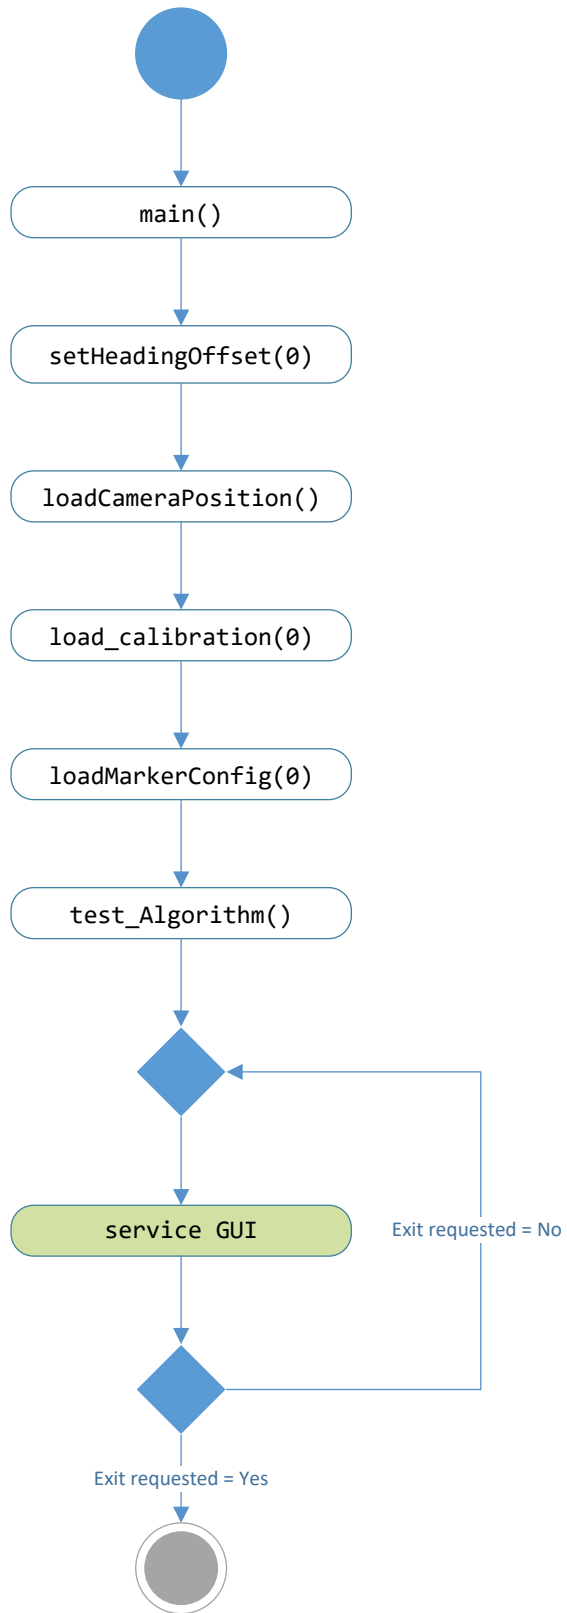 main()
setHeadingOffset(0)
loadCameraPosition()
load_calibration(0)
loadMarkerConfig(0)
test_Algorithm()
service GUI
Exit requested = No
Exit requested = Yes